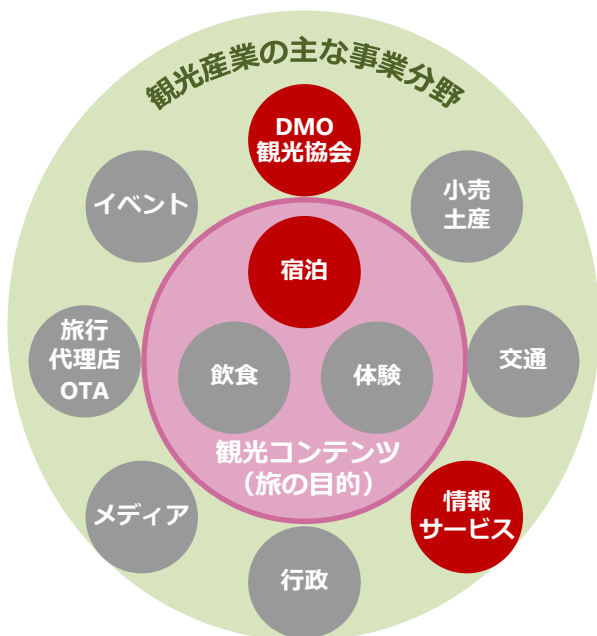 観光産業の主な事業分野
DMO
観光協会
イベント
小売
土産
宿泊
旅行
代理店
OTA
飲食
体験
交通
観光コンテンツ
（旅の目的）
メディア
情報
サービス
行政